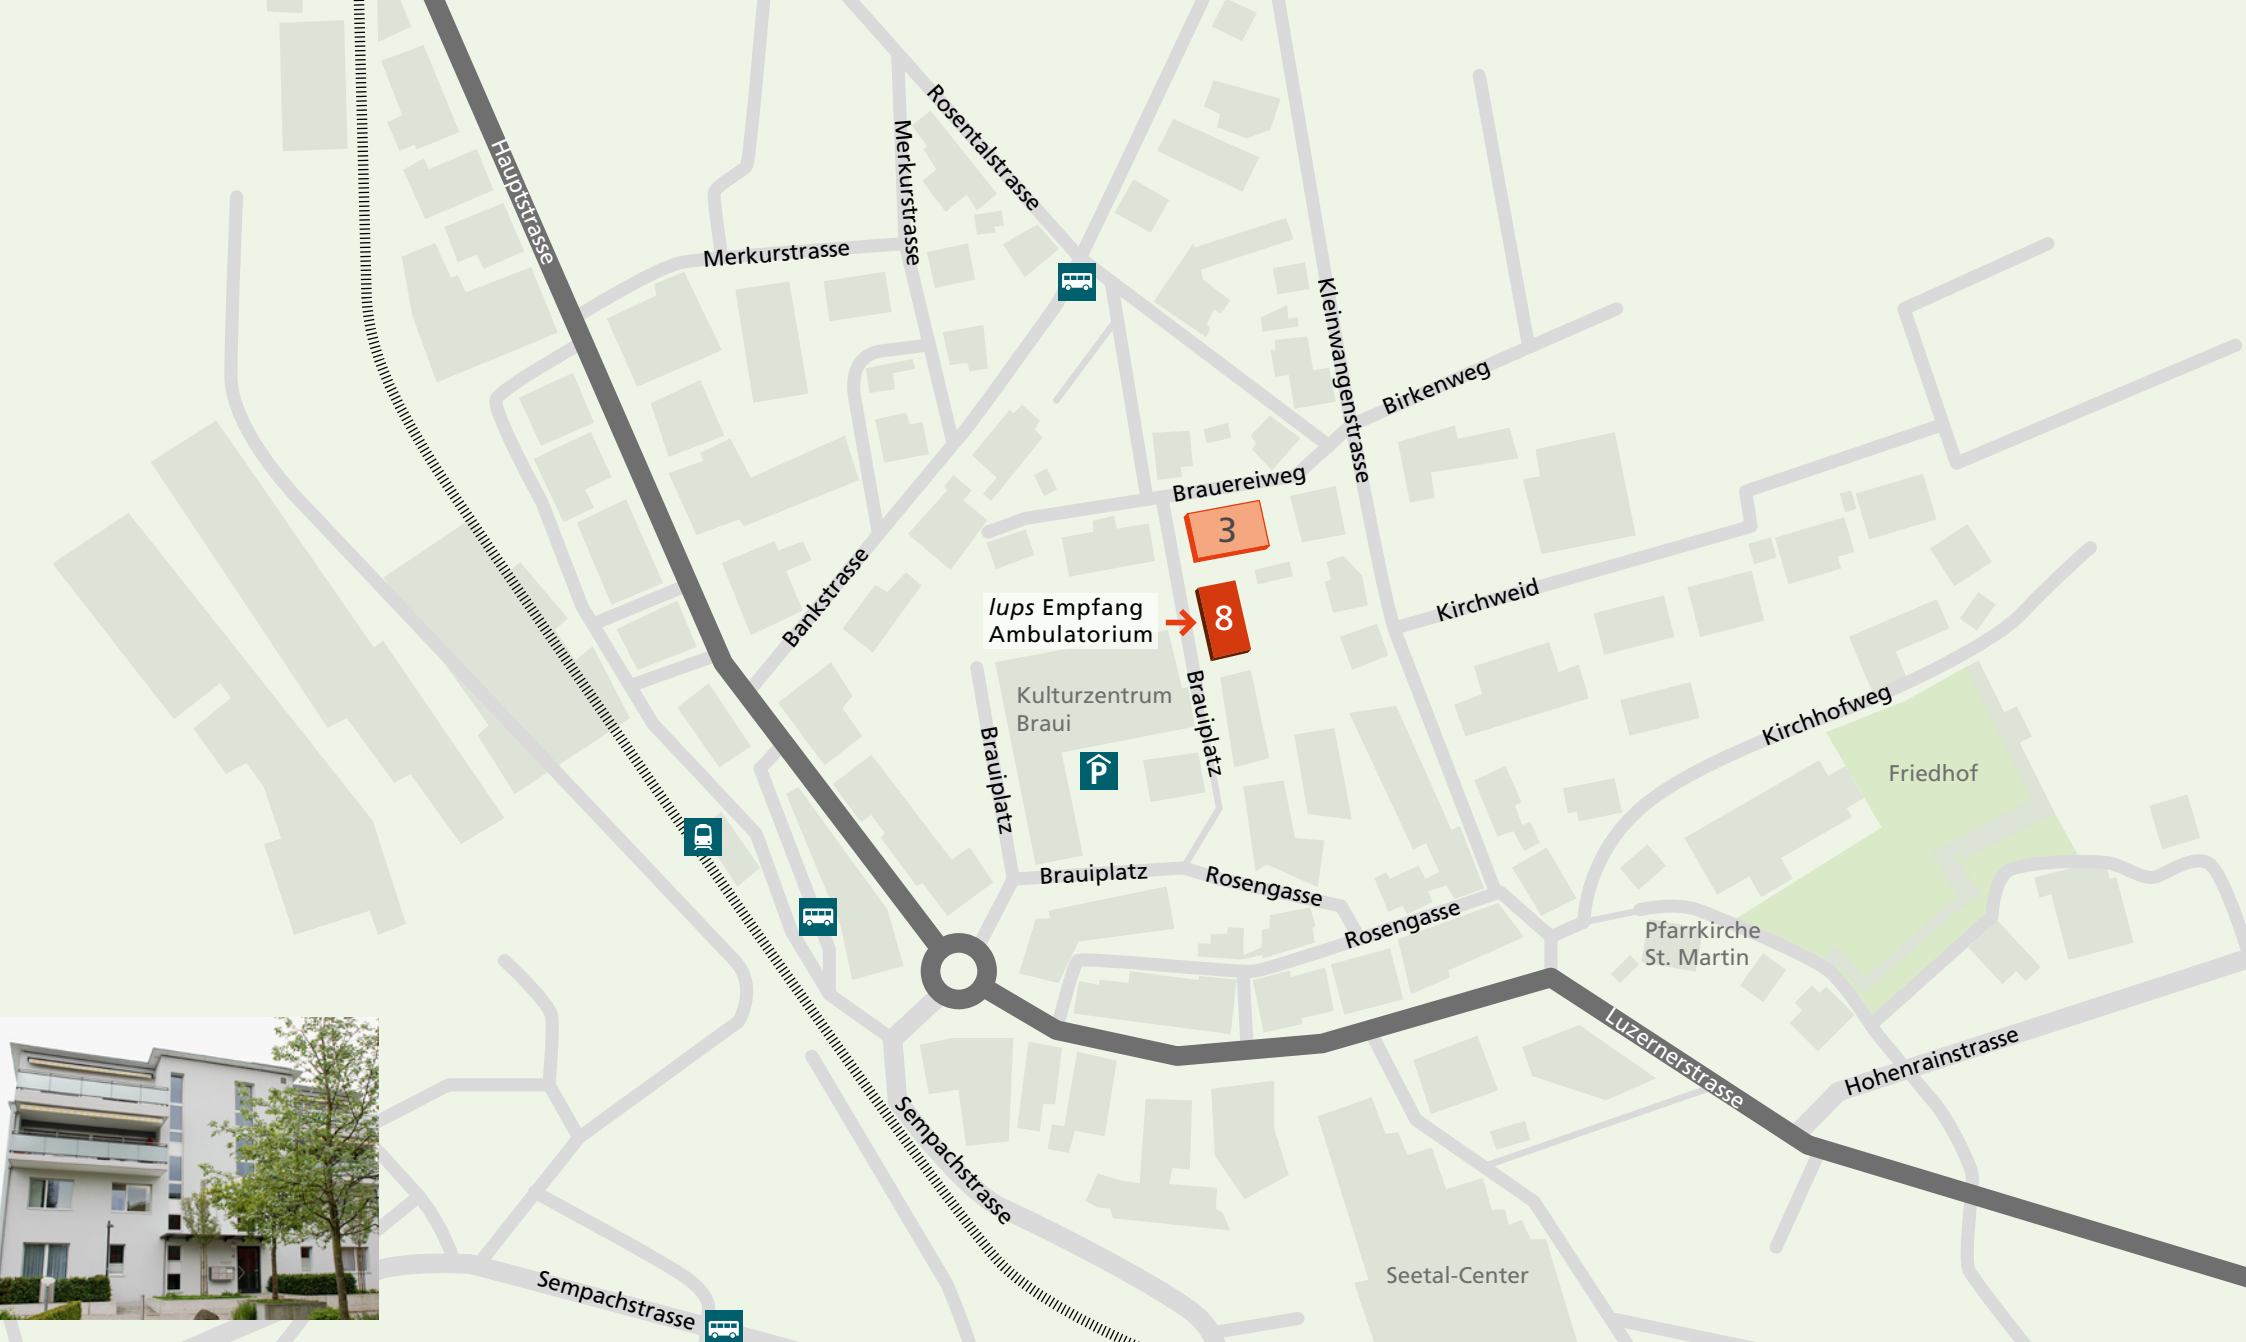 Rosentalstrasse
Merkurstrasse
Hauptstrasse
Merkurstrasse
Kleinwangenstrasse
Birkenweg
Brauereiweg
3
Bankstrasse
lups Empfang
Ambulatorium
8
Kirchweid
Kulturzentrum
Braui
Brauiplatz
Kirchhofweg
Brauiplatz
P
Friedhof
Brauiplatz
Rosengasse
Rosengasse
Pfarrkirche
St. Martin
Luzernerstrasse
Hohenrainstrasse
Sempachstrasse
Seetal-Center
Sempachstrasse